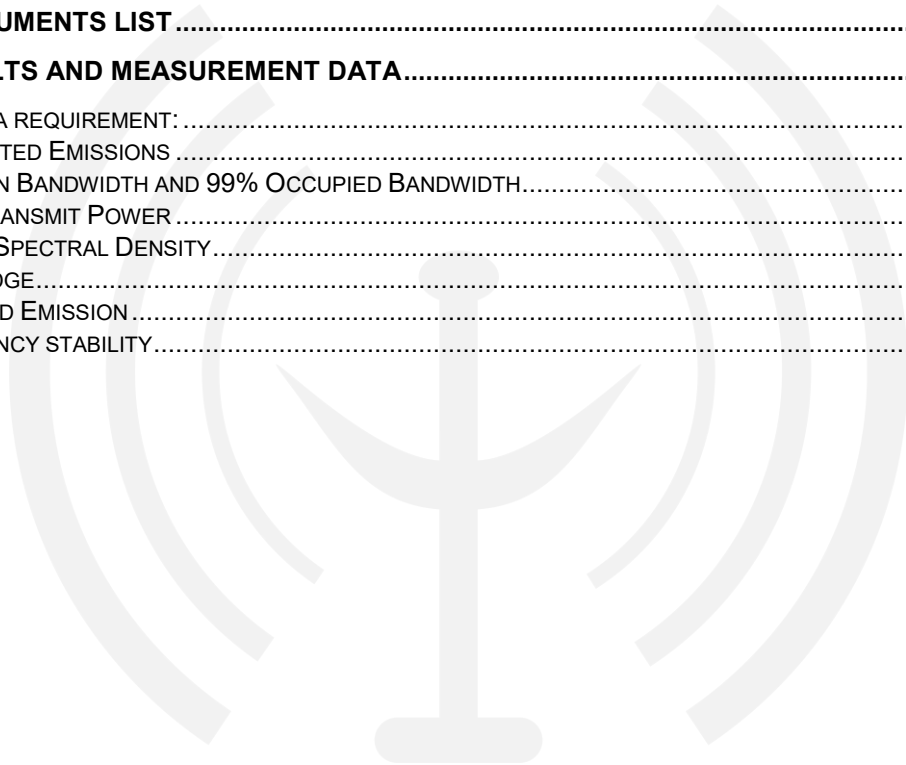 UMENTS LIST
LTS AND MEASUREMENT DATA
A REQUIREMENT:
TED EMISSIONS
N BANDWIDTH AND 99% OCCUPIED BANDWIDTH
ANSMIT POWER
SPECTRAL DENSITY
DGE
D EMISSION
NCY STABILITY